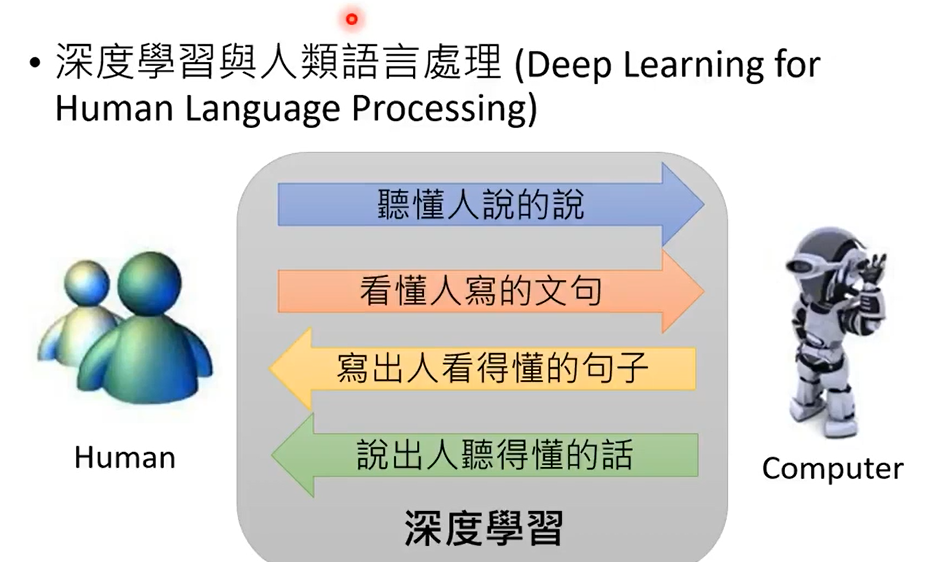 • 深度學習與人類語言處理 (Deep Learning for
Human Language Processing)
聽懂人說的說
看懂人寫的文句
寫出人看得懂的句子
說出人聽得懂的話
Human
Computer
深度學習